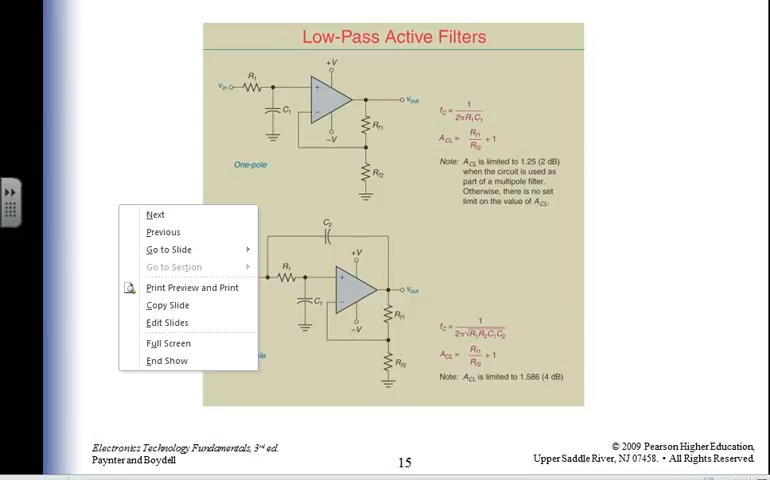 Low-Pass Active Filters
+V
R1
vin
+
−
vout
C1
Rf1
−V
Rf2
One-pole
fC = 1 / 2πR1C1
ACL = Rf1 / Rf2 + 1
Note: ACL is limited to 1.25 (2 dB)
when the circuit is used as
part of a multipole filter.
Otherwise, there is no set
limit on the value of ACL.
Next
Previous
Go to Slide
Go to Section
Print Preview and Print
Copy Slide
Edit Slides
Full Screen
End Show
C2
+V
R1
+
−
vout
C1
Rf1
−V
Rf2
fC = 1 / 2π√R1R2C1C2
ACL = Rf1 / Rf2 + 1
Note: ACL is limited to 1.586 (4 dB)
Electronics Technology Fundamentals, 3rd ed.
Paynter and Boydell
15
© 2009 Pearson Higher Education,
Upper Saddle River, NJ 07458. • All Rights Reserved.